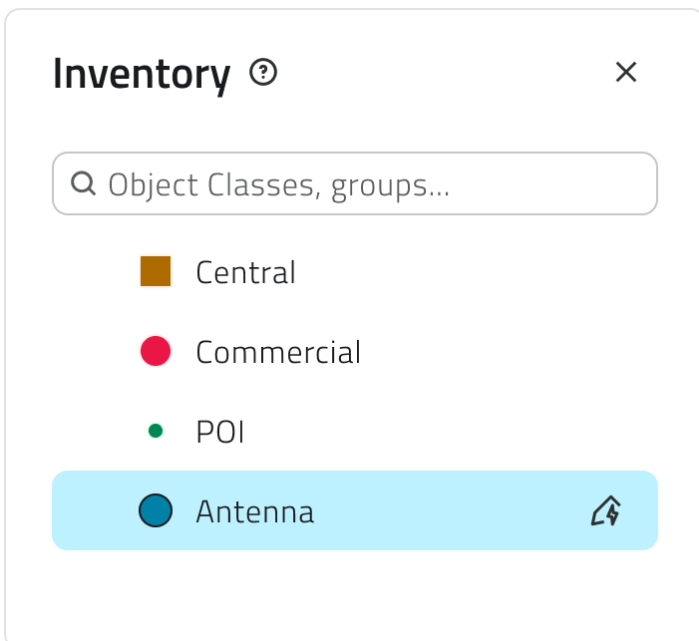 Inventory
Object Classes, groups...
Central
Commercial
POI
Antenna